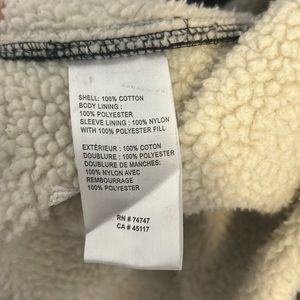 SHELL: 100% COTTON
BODY LINING :
100% POLYESTER
SLEEVE LINING : 100% NYLON
WITH 100% POLYESTER FILL
EXTÉRIEUR : 100% COTON
DOUBLURE : 100% POLYESTER
DOUBLURE DE MANCHES:
100% NYLON AVEC
REMBOURRAGE
100% POLYESTER
RN # 74747
CA # 45117